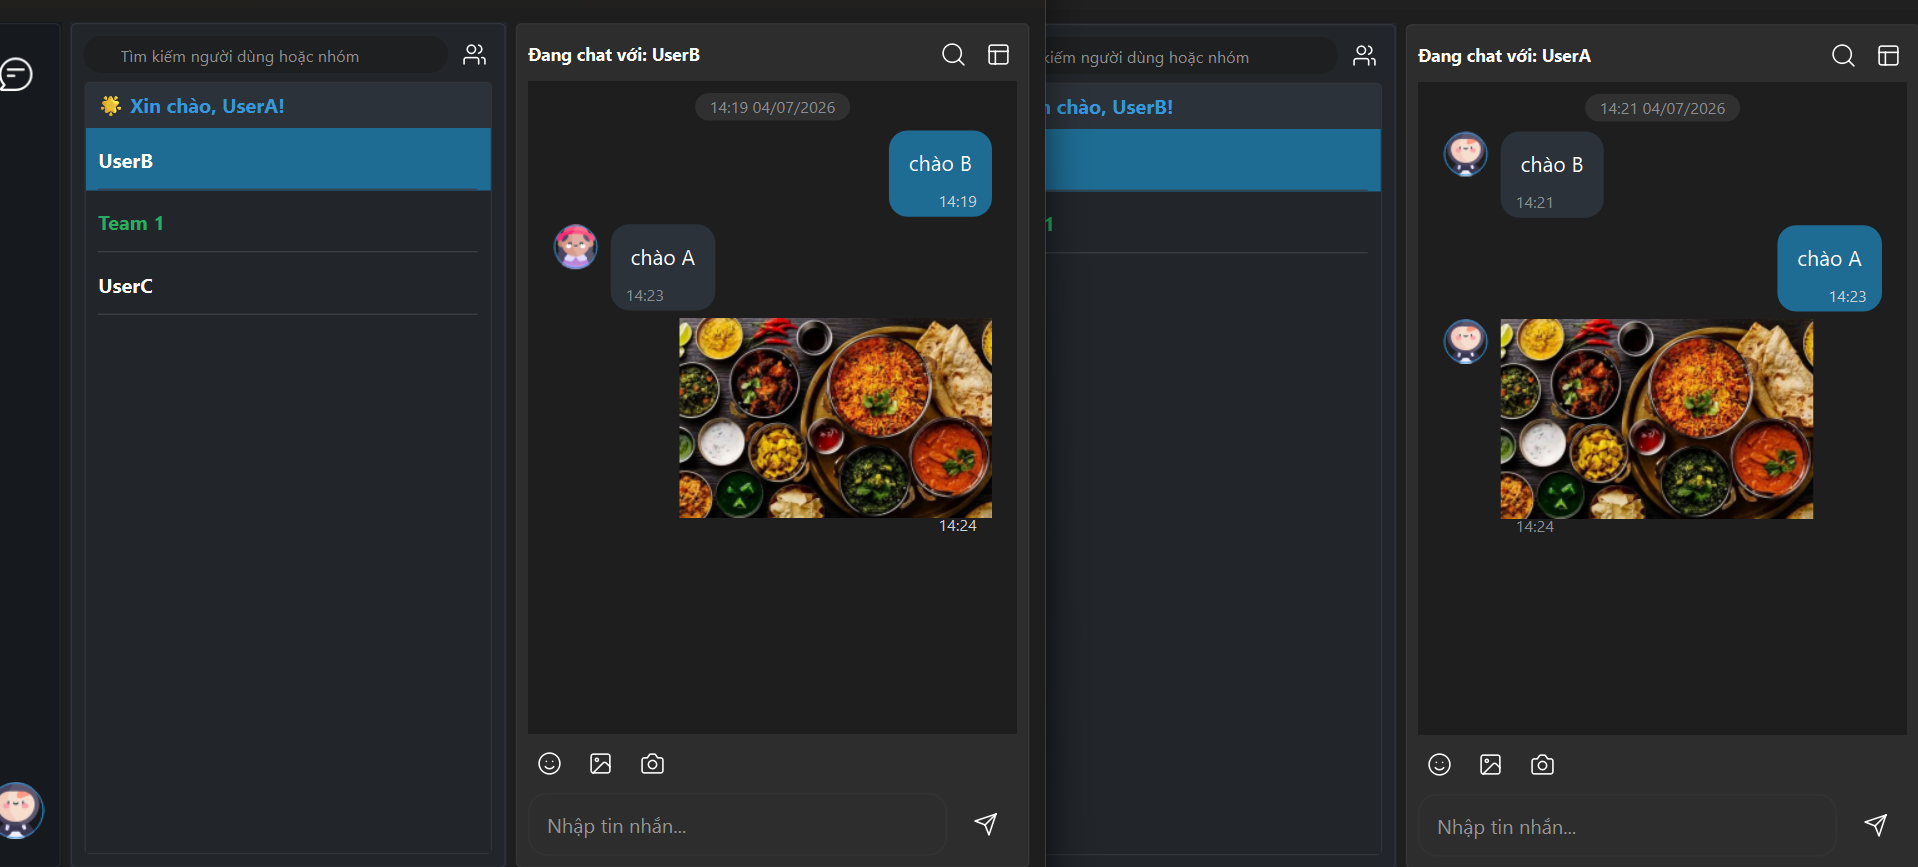 Tìm kiếm người dùng hoặc nhóm
Xin chào, UserA!
UserB
Team 1
UserC
Đang chat với: UserB
14:19 04/07/2026
chào B
14:19
chào A
14:23
14:24
Nhập tin nhắn...
kiếm người dùng hoặc nhóm
chào, UserB!
1
Đang chat với: UserA
14:21 04/07/2026
chào B
14:21
chào A
14:23
14:24
Nhập tin nhắn...